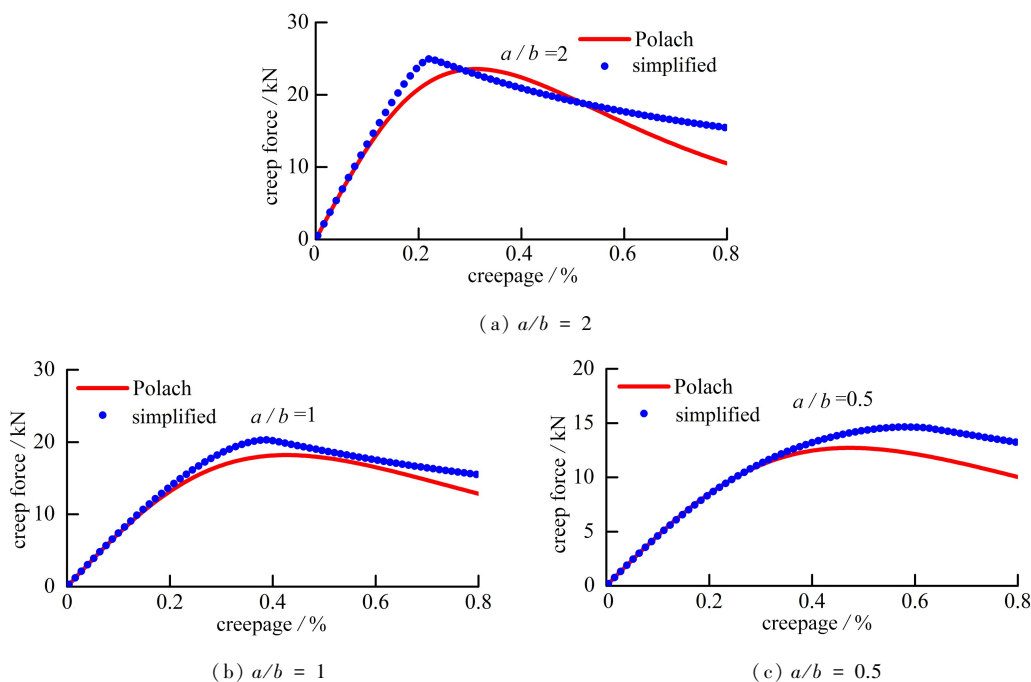 30
20
10
0
creep force / kN
a / b =2
Polach
simplified
0 0.2 0.4 0.6 0.8
creepage / %
( a ) a/b = 2
30
20
10
0
creep force / kN
Polach
simplified
a / b =1
0 0.2 0.4 0.6 0.8
creepage / %
( b ) a/b = 1
20
15
10
5
0
creep force / kN
Polach
simplified
a / b =0.5
0 0.2 0.4 0.6 0.8
creepage / %
( c ) a/b = 0.5